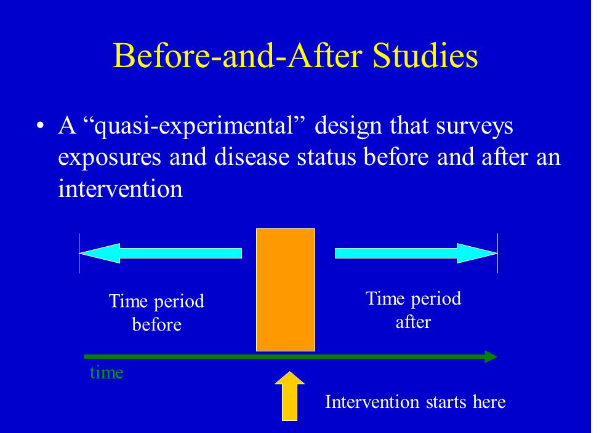 Before-and-After Studies
• A “quasi-experimental” design that surveys
exposures and disease status before and after an
intervention
Time period
before
Time period
after
time
Intervention starts here